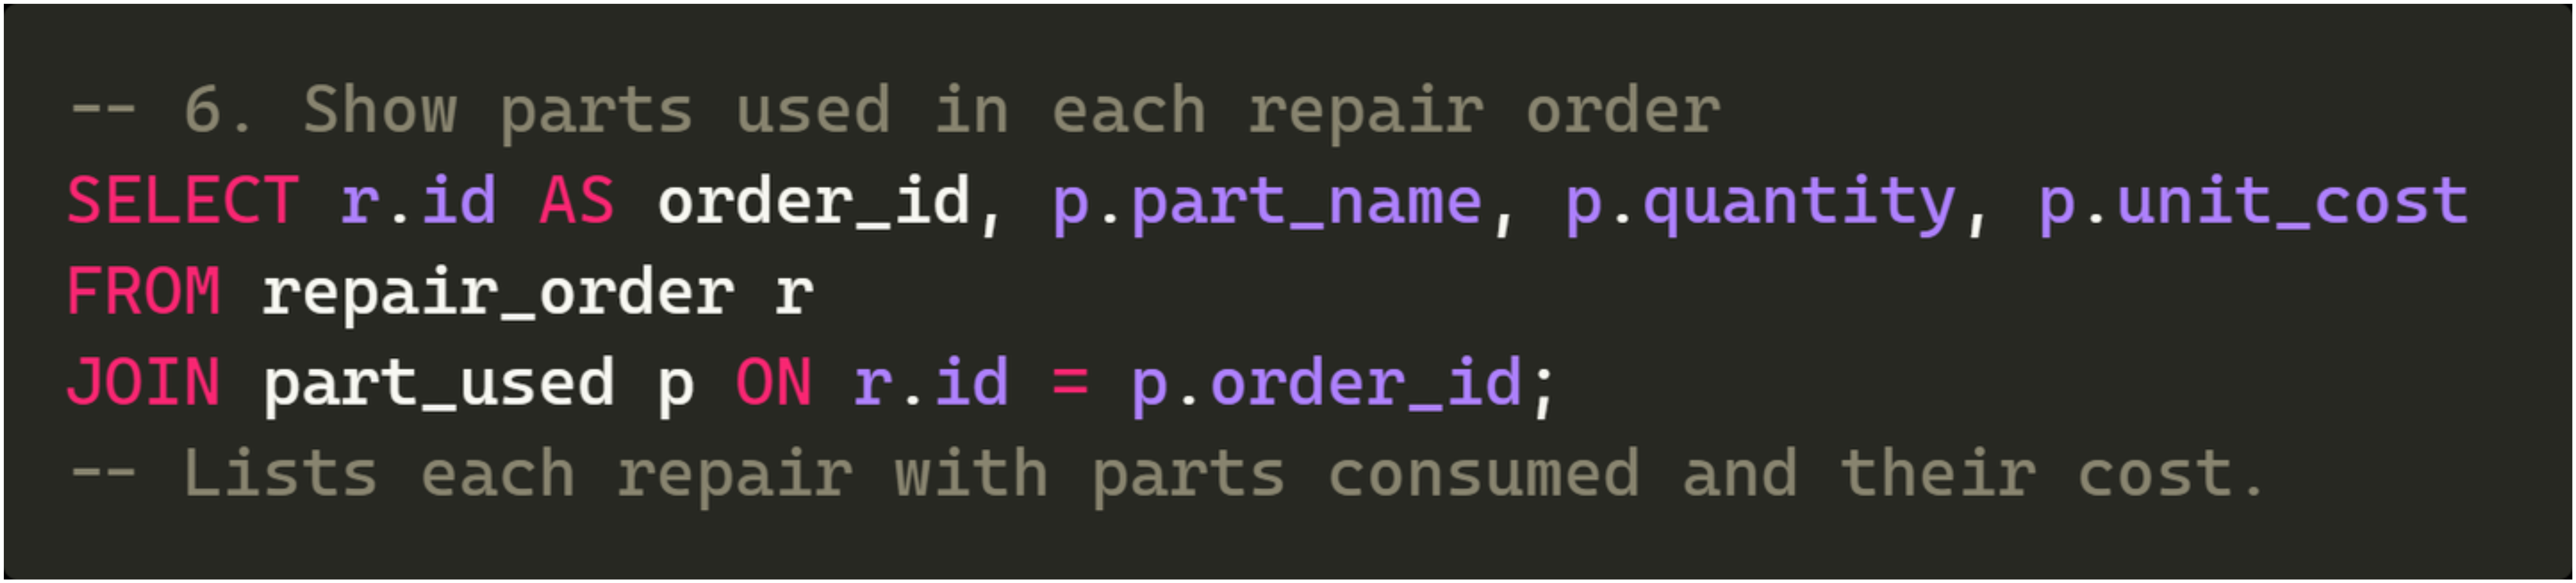 -- 6. Show parts used in each repair order
SELECT r.id AS order_id, p.part_name, p.quantity, p.unit_cost
FROM repair_order r
JOIN part_used p ON r.id = p.order_id;
-- Lists each repair with parts consumed and their cost.